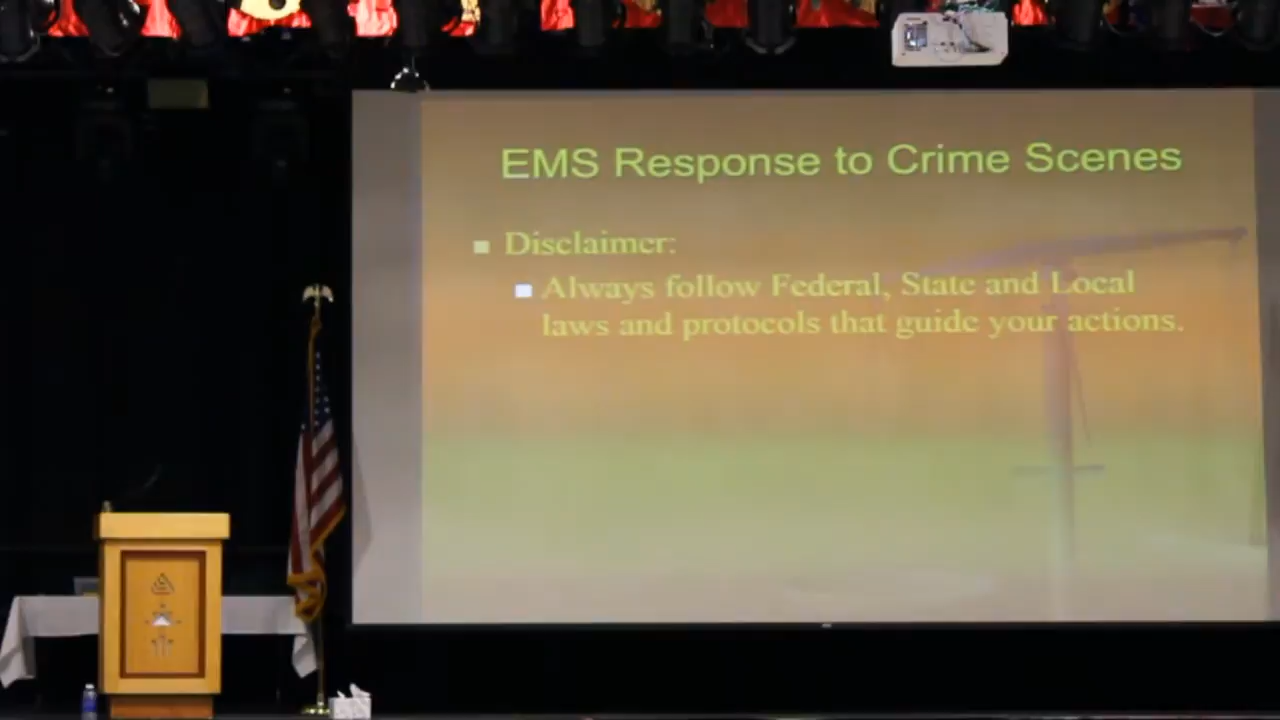 EMS Response to Crime Scenes
Disclaimer:
Always follow Federal, State and Local
laws and protocols that guide your actions.